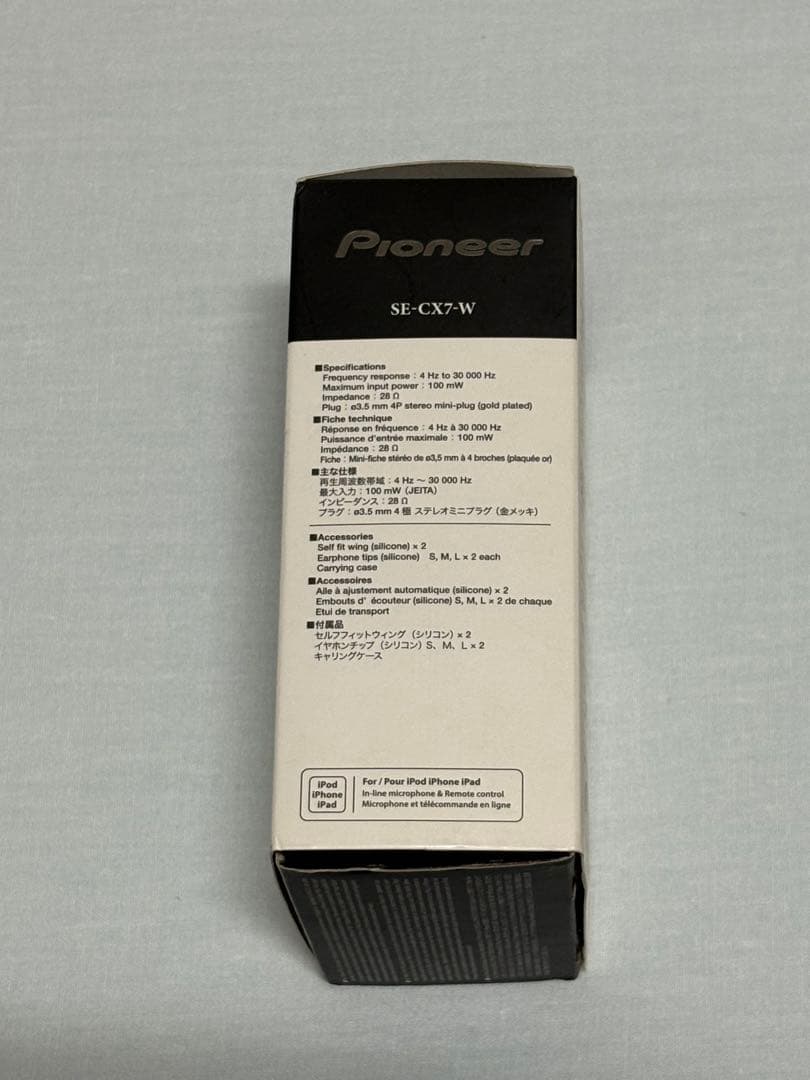 Pioneer
SE-CX7-W
■Specifications
Frequency response : 4 Hz to 30 000 Hz
Maximum input power : 100 mW
Impedance : 28 Ω
Plug : ø3.5 mm 4P stereo mini-plug (gold plated)
■Fiche technique
Réponse en fréquence : 4 Hz à 30 000 Hz
Puissance d'entrée maximale : 100 mW
Impédance : 28 Ω
Fiche : Mini-fiche stéréo de ø3,5 mm à 4 broches (plaquée or)
■主な仕様
再生周波数帯域 : 4 Hz ～ 30 000 Hz
最大入力 : 100 mW (JEITA)
インピーダンス : 28 Ω
プラグ : ø3.5 mm 4 極 ステレオミニプラグ（金メッキ）
■Accessories
Self fit wing (silicone) × 2
Earphone tips (silicone) S, M, L × 2 each
Carrying case
■Accessoires
Aile à ajustement automatique (silicone) × 2
Embouts d' écouteur (silicone) S, M, L × 2 de chaque
Etui de transport
■付属品
セルフフィットウィング（シリコン）× 2
イヤホンチップ（シリコン）S、M、L × 2
キャリングケース
iPod
iPhone
iPad
For / Pour iPod iPhone iPad
In-line microphone & Remote control
Microphone et télécommande en ligne